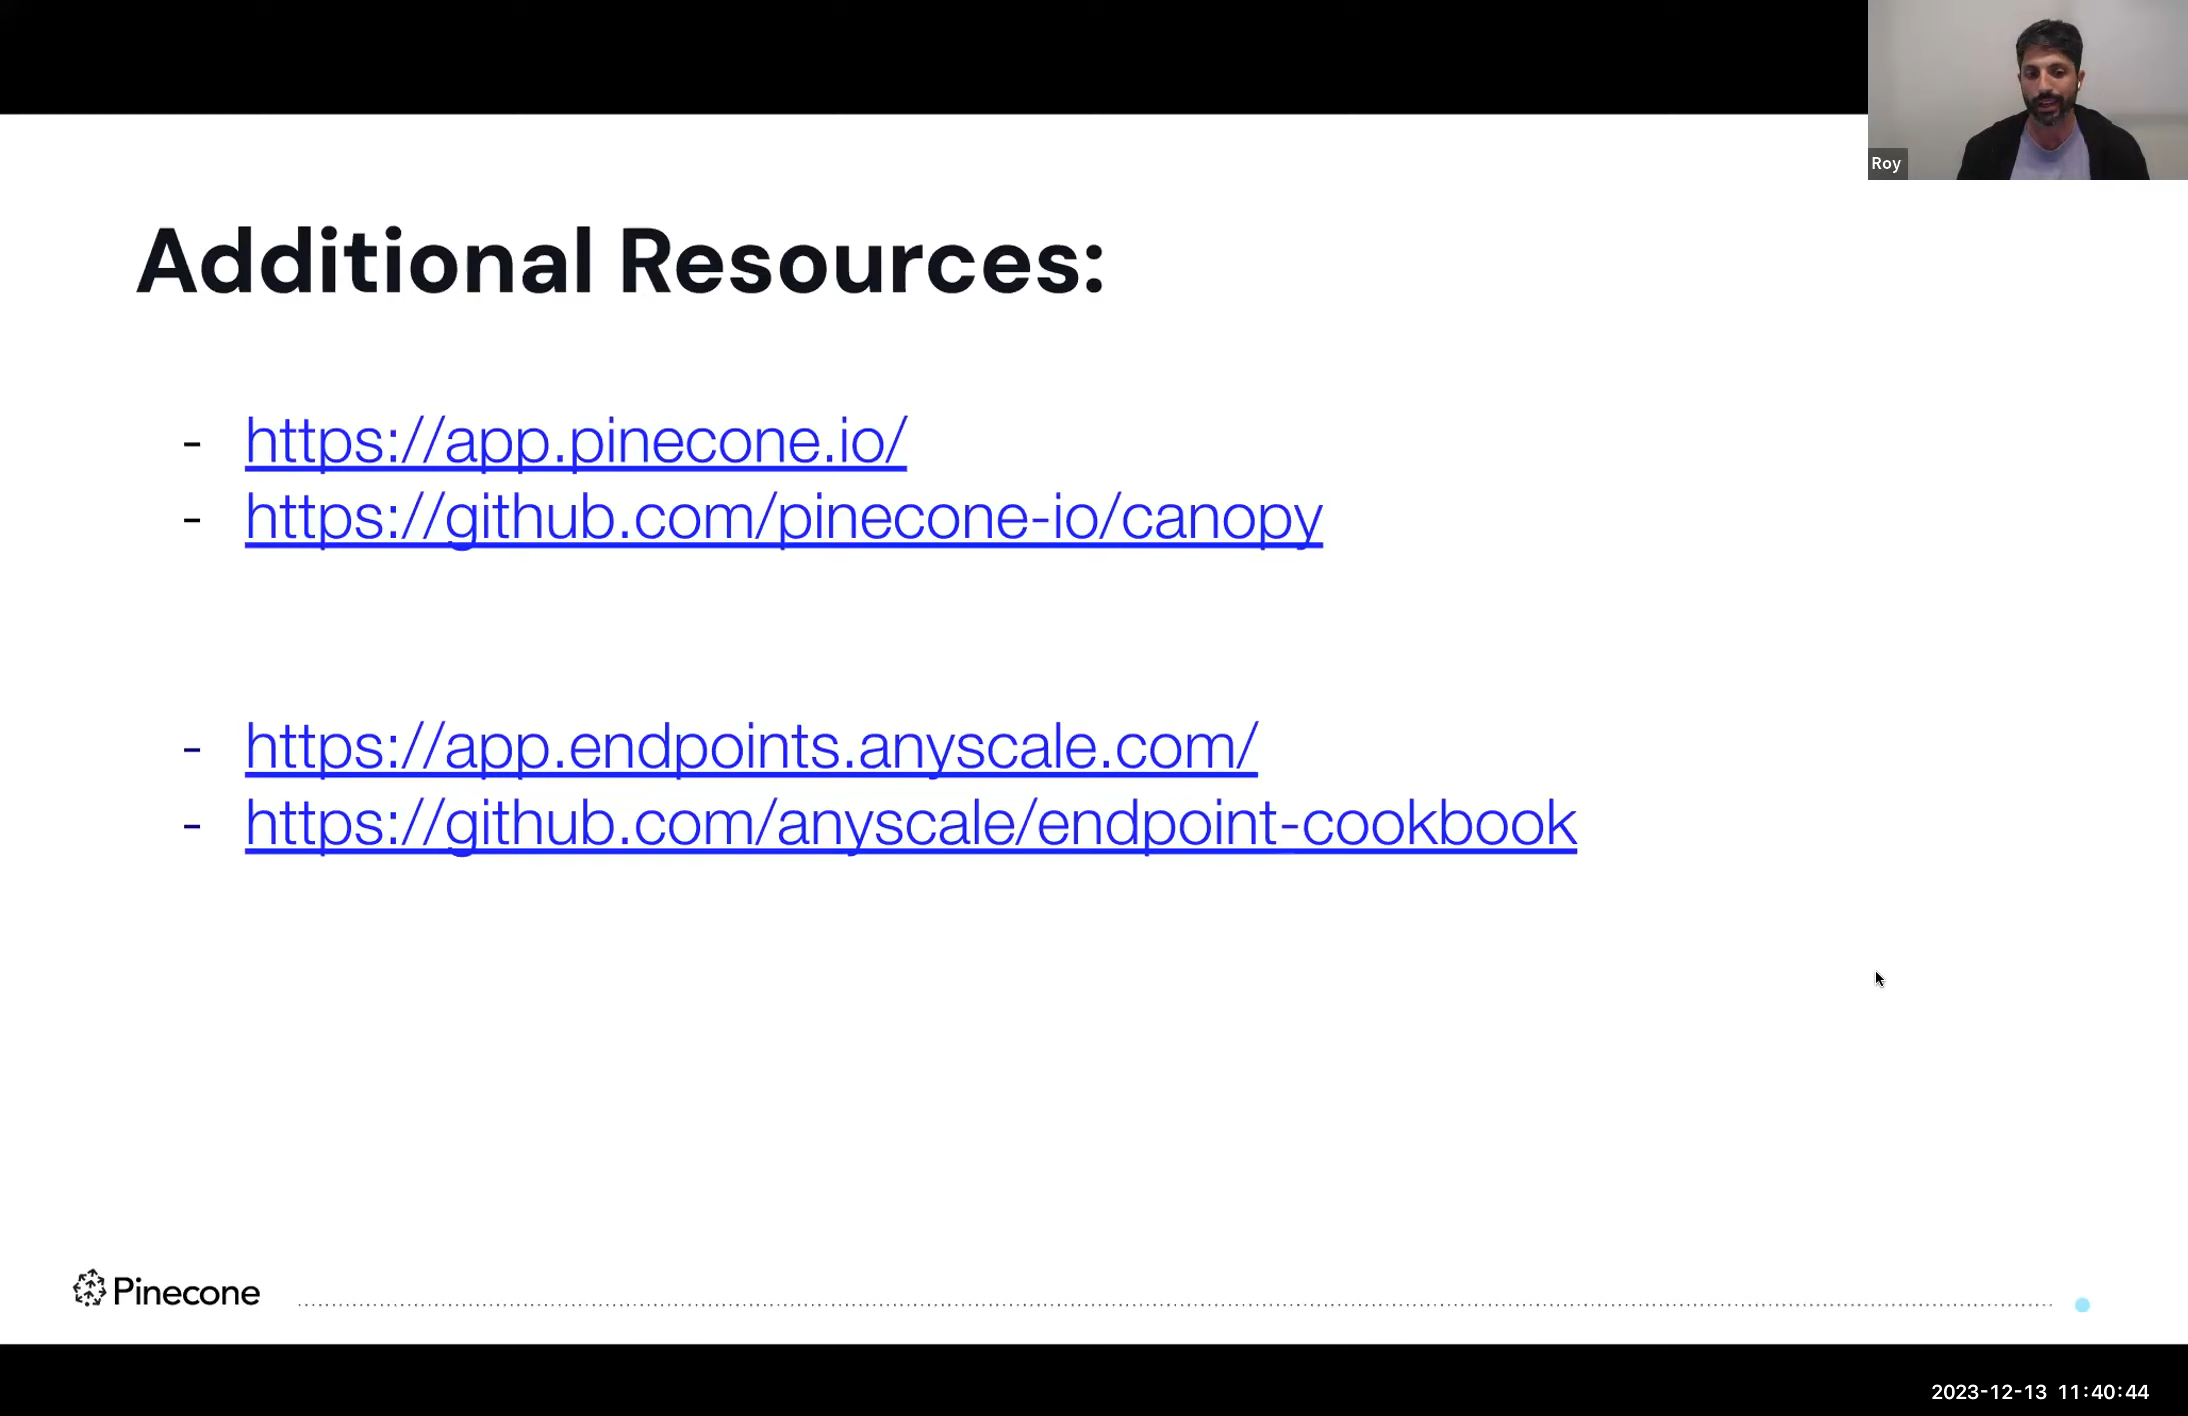 Roy
Additional Resources:
- https://app.pinecone.io/
- https://github.com/pinecone-io/canopy
- https://app.endpoints.anyscale.com/
- https://github.com/anyscale/endpoint-cookbook
Pinecone
2023-12-13 11:40:44